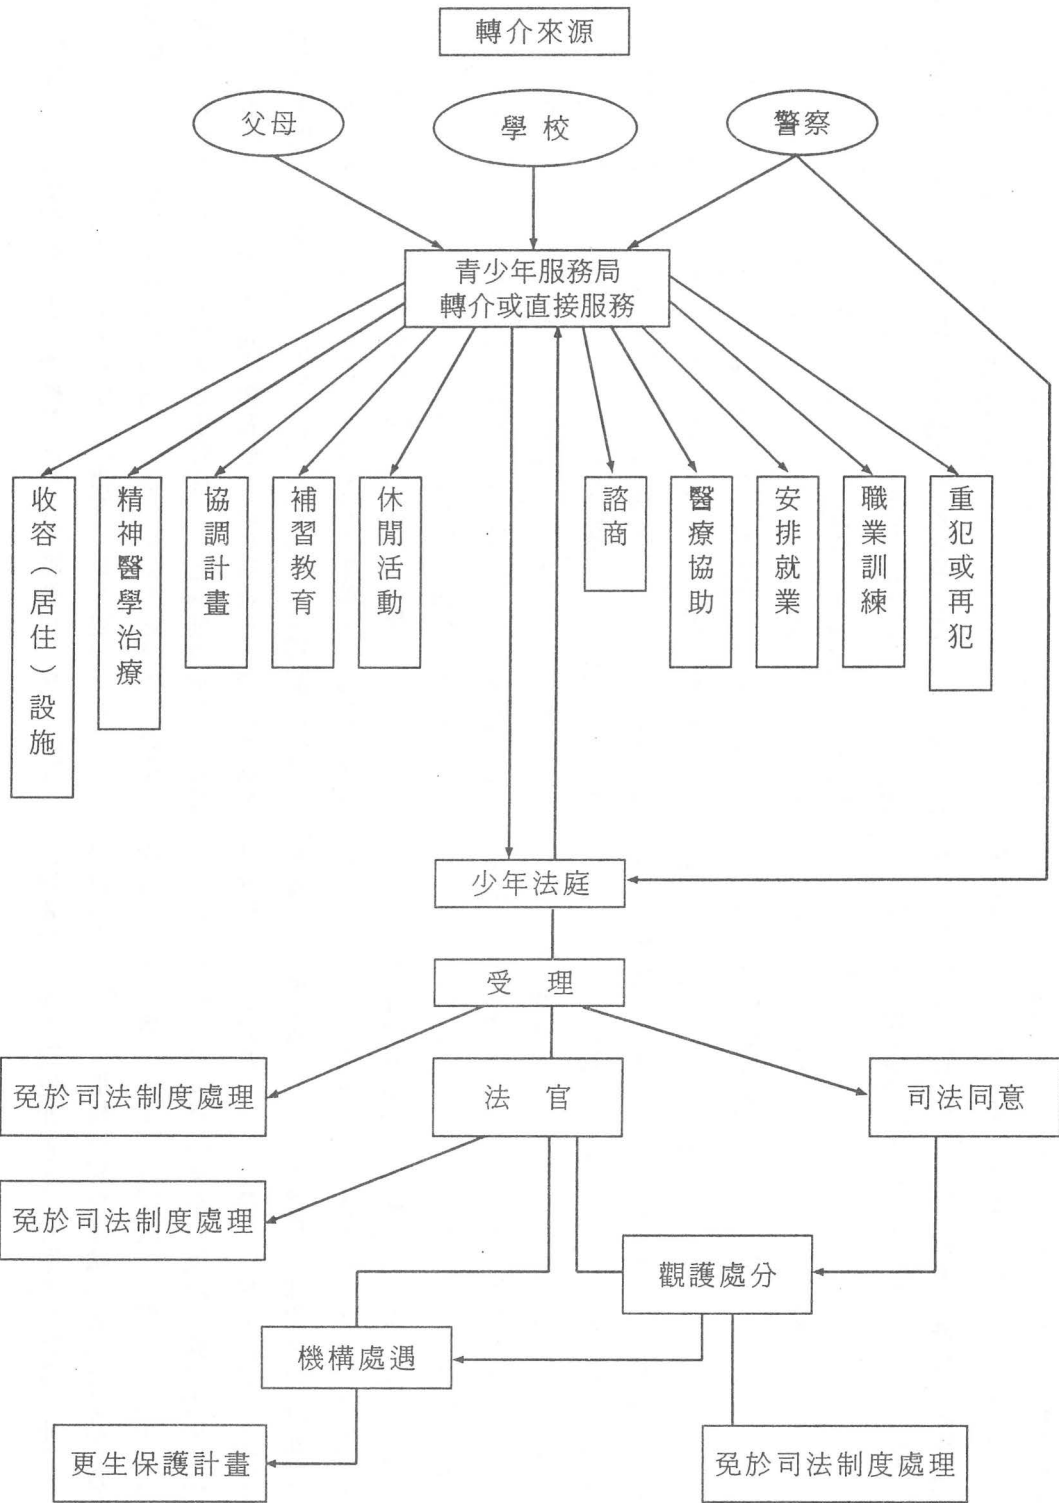 轉介來源
父母
學校
警察
青少年服務局
轉介或直接服務
收容（居住）設施
精神醫學治療
協調計畫
補習教育
休閒活動
諮商
醫療協助
安排就業
職業訓練
重犯或再犯
少年法庭
受理
免於司法制度處理
法官
司法同意
免於司法制度處理
觀護處分
機構處遇
更生保護計畫
免於司法制度處理